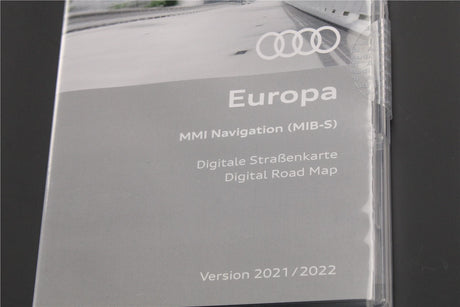 Europa
MMI Navigation (MIB-S)
Digitale Straßenkarte
Digital Road Map
Version 2021/2022